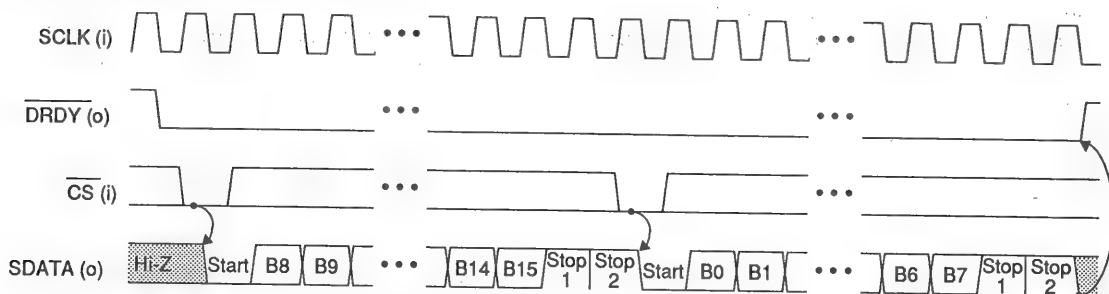 SCLK (i)
DRDY (o)
CS (i)
SDATA (o) Hi-Z Start B8 B9 B14 B15 Stop 1 Stop 2 Start B0 B1 B6 B7 Stop 1 Stop 2